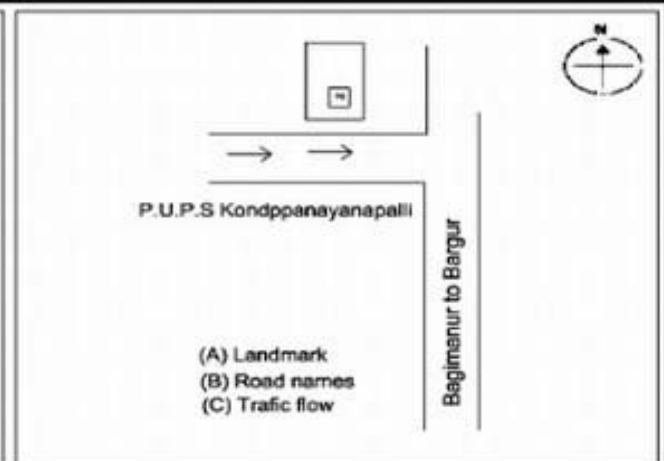 N
P.U.P.S Kondppanayanapalli
Bagimanur to Bargur
(A) Landmark
(B) Road names
(C) Trafic flow